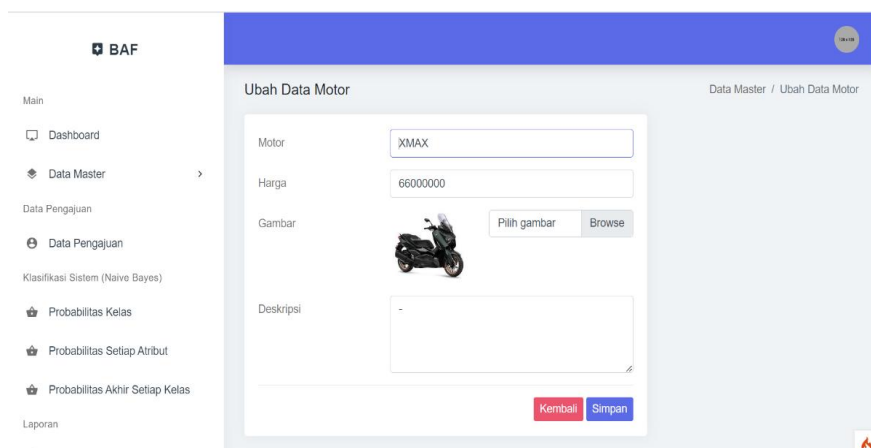 BAF
Main
Dashboard
Data Master
Data Pengajuan
Data Pengajuan
Klasifikasi Sistem (Naive Bayes)
Probabilitas Kelas
Probabilitas Setiap Atribut
Probabilitas Akhir Setiap Kelas
Laporan
Ubah Data Motor
Data Master / Ubah Data Motor
Motor
XMAX
Harga
66000000
Gambar
Pilih gambar
Browse
Deskripsi
-
Kembali
Simpan